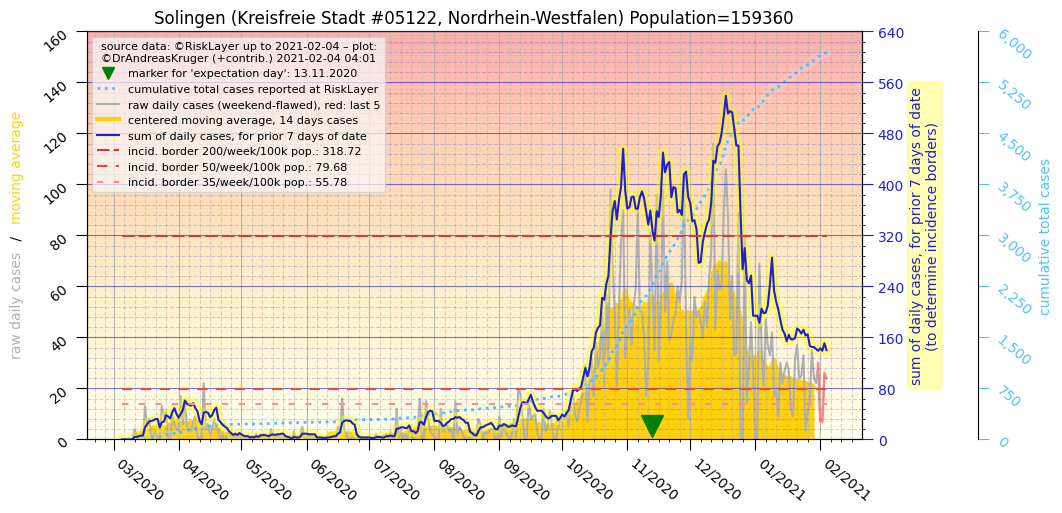 Solingen (Kreisfreie Stadt #05122, Nordrhein-Westfalen) Population=159360
source data: ©RiskLayer up to 2021-02-04 – plot:
©DrAndreasKruger (+contrib.) 2021-02-04 04:01
marker for 'expectation day': 13.11.2020
cumulative total cases reported at RiskLayer
raw daily cases (weekend-flawed), red: last 5
centered moving average, 14 days cases
sum of daily cases, for prior 7 days of date
incid. border 200/week/100k pop.: 318.72
incid. border 50/week/100k pop.: 79.68
incid. border 35/week/100k pop.: 55.78
raw daily cases / moving average
160
140
120
100
80
60
40
20
0
640
560
480
400
320
240
160
80
0
sum of daily cases, for prior 7 days of date
(to determine incidence borders)
6,000
5,250
4,500
3,750
3,000
2,250
1,500
750
0
cumulative total cases
03/2020
04/2020
05/2020
06/2020
07/2020
08/2020
09/2020
10/2020
11/2020
12/2020
01/2021
02/2021